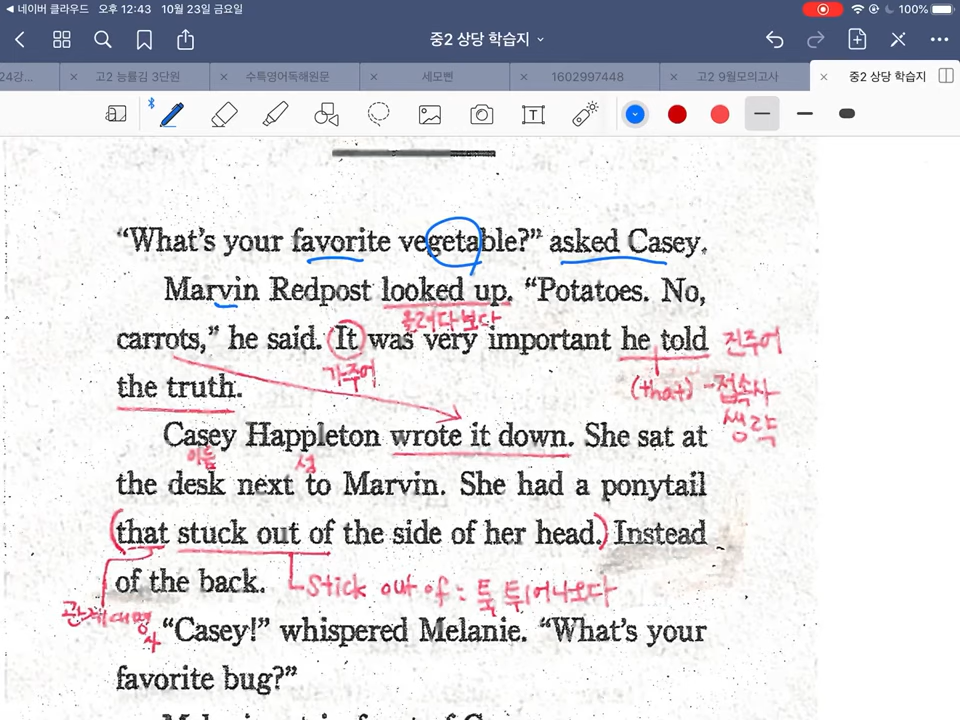 네이버 클라우드 오후 12:43 10월 23일 금요일 100%
중2 상당 학습지
24강... 고2 능률김 3단원 수특영어독해원문 세모삔 1602997448 고2 9월모의고사 중2 상당 학습지
“What’s your favorite vegetable?” asked Casey.
Marvin Redpost looked up. “Potatoes. No,
올려다보다
carrots,” he said. It was very important he told 진주어
가주어 (that) - 접속사
the truth. 생략
Casey Happleton wrote it down. She sat at
이름 성
the desk next to Marvin. She had a ponytail
(that stuck out of the side of her head.) Instead
of the back. Stick out of : 툭 튀어나오다
관계대명사
“Casey!” whispered Melanie. “What’s your
favorite bug?”